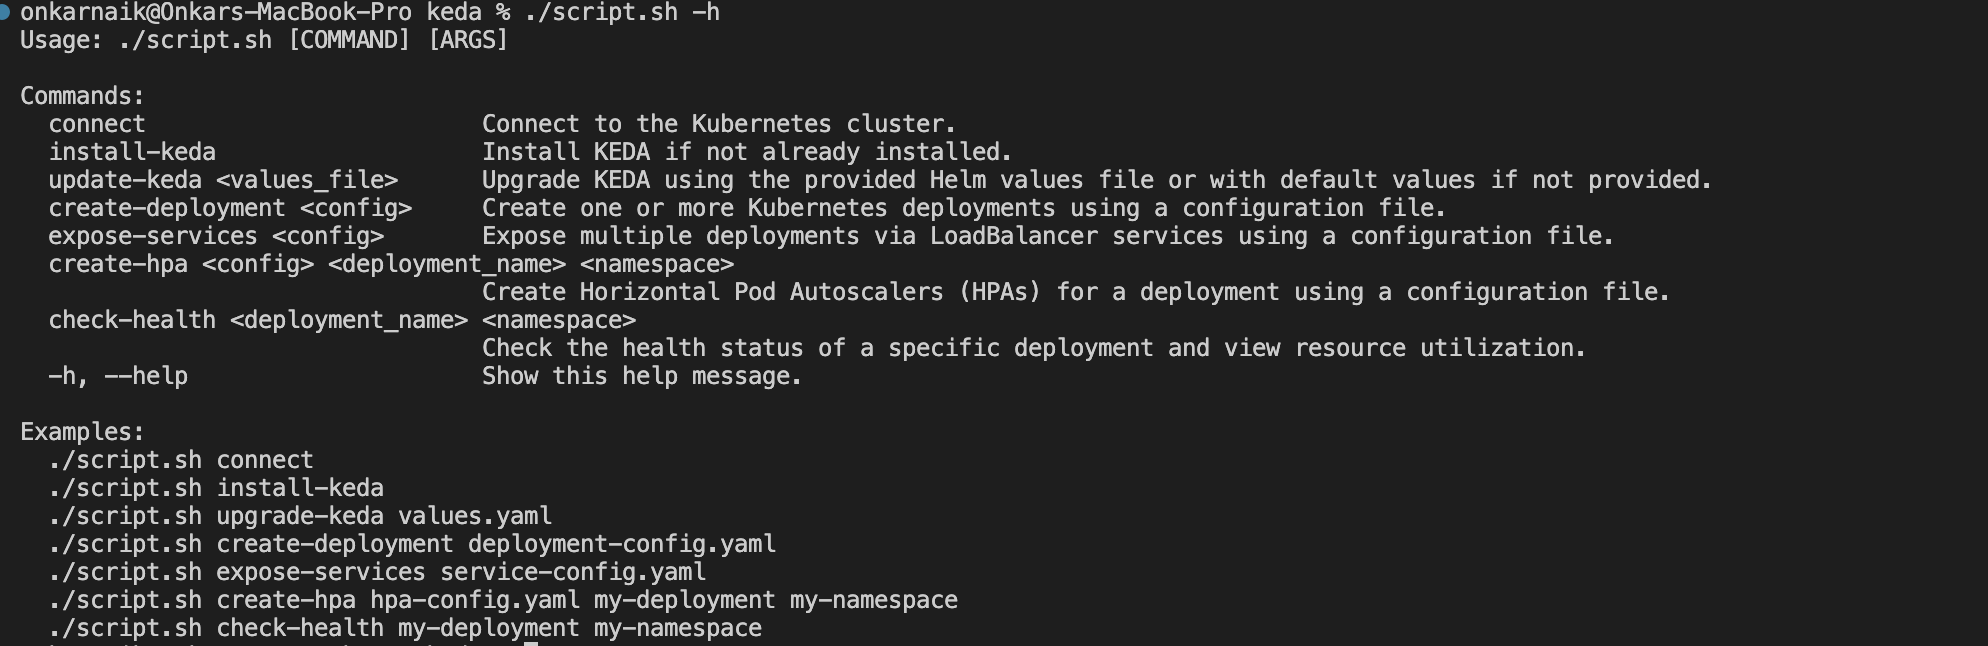 onkarnaik@Onkars-MacBook-Pro keda % ./script.sh -h
Usage: ./script.sh [COMMAND] [ARGS]
Commands:
connect Connect to the Kubernetes cluster.
install-keda Install KEDA if not already installed.
update-keda <values_file> Upgrade KEDA using the provided Helm values file or with default values if not provided.
create-deployment <config> Create one or more Kubernetes deployments using a configuration file.
expose-services <config> Expose multiple deployments via LoadBalancer services using a configuration file.
create-hpa <config> <deployment_name> <namespace>
Create Horizontal Pod Autoscalers (HPAs) for a deployment using a configuration file.
check-health <deployment_name> <namespace>
Check the health status of a specific deployment and view resource utilization.
-h, --help Show this help message.
Examples:
./script.sh connect
./script.sh install-keda
./script.sh upgrade-keda values.yaml
./script.sh create-deployment deployment-config.yaml
./script.sh expose-services service-config.yaml
./script.sh create-hpa hpa-config.yaml my-deployment my-namespace
./script.sh check-health my-deployment my-namespace